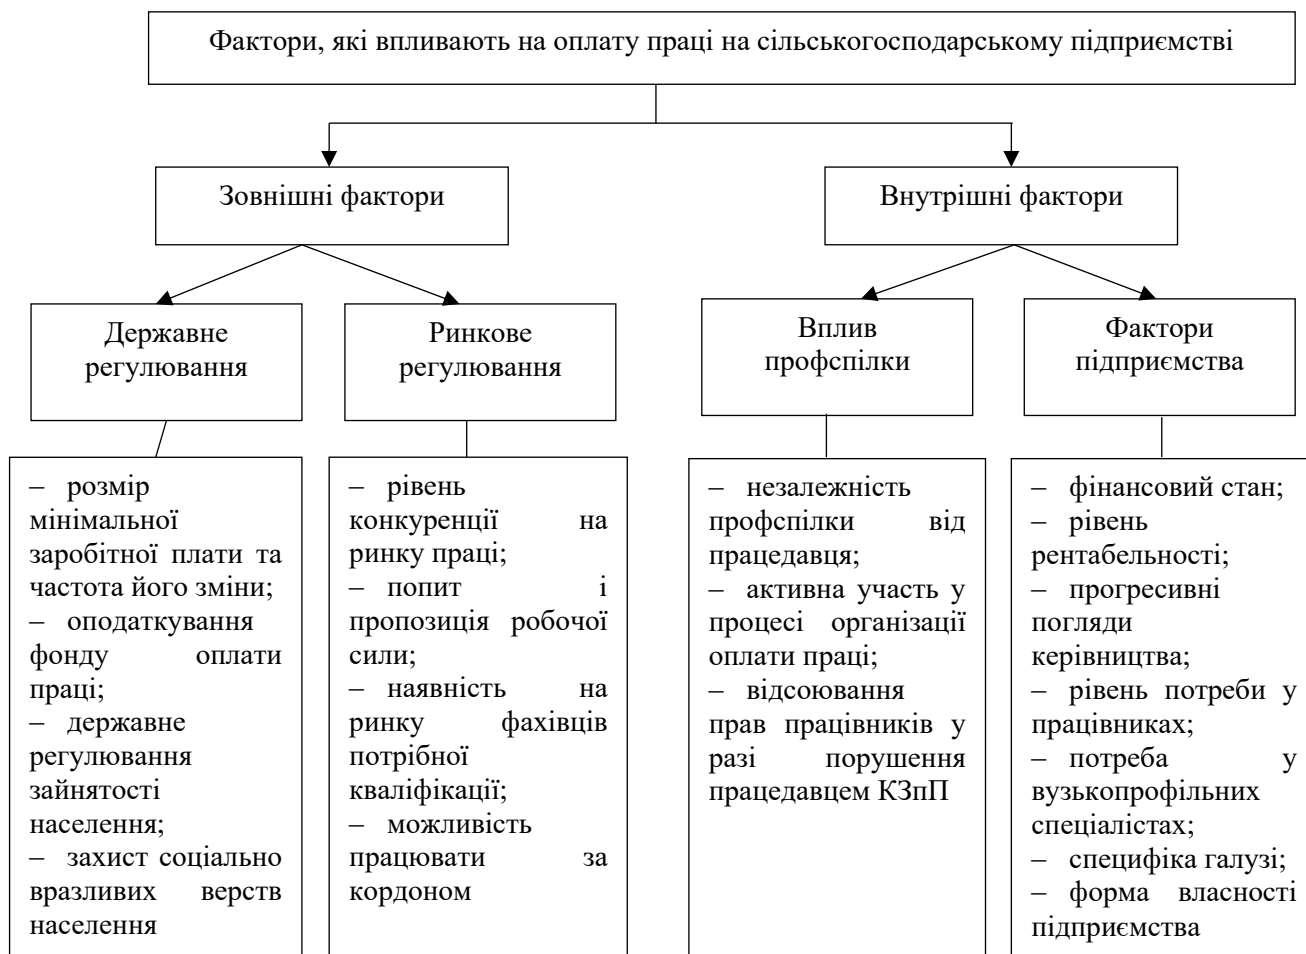 Фактори, які впливають на оплату праці на сільськогосподарському підприємстві
Зовнішні фактори
Внутрішні фактори
Державне
регулювання
Ринкове
регулювання
Вплив
профспілки
Фактори
підприємства
– розмір
мінімальної
заробітної плати та
частота його зміни;
– оподаткування
фонду оплати
праці;
– державне
регулювання
зайнятості
населення;
– захист соціально
вразливих верств
населення
– рівень
конкуренції на
ринку праці;
– попит і
пропозиція робочої
сили;
– наявність на
ринку фахівців
потрібної
кваліфікації;
– можливість
працювати за
кордоном
– незалежність
профспілки від
працедавця;
– активна участь у
процесі організації
оплати праці;
– відсоювання
прав працівників у
разі порушення
працедавцем КЗпП
– фінансовий стан;
– рівень
рентабельності;
– прогресивні
погляди
керівництва;
– рівень потреби у
працівниках;
– потреба у
вузькопрофільних
спеціалістах;
– специфіка галузі;
– форма власності
підприємства